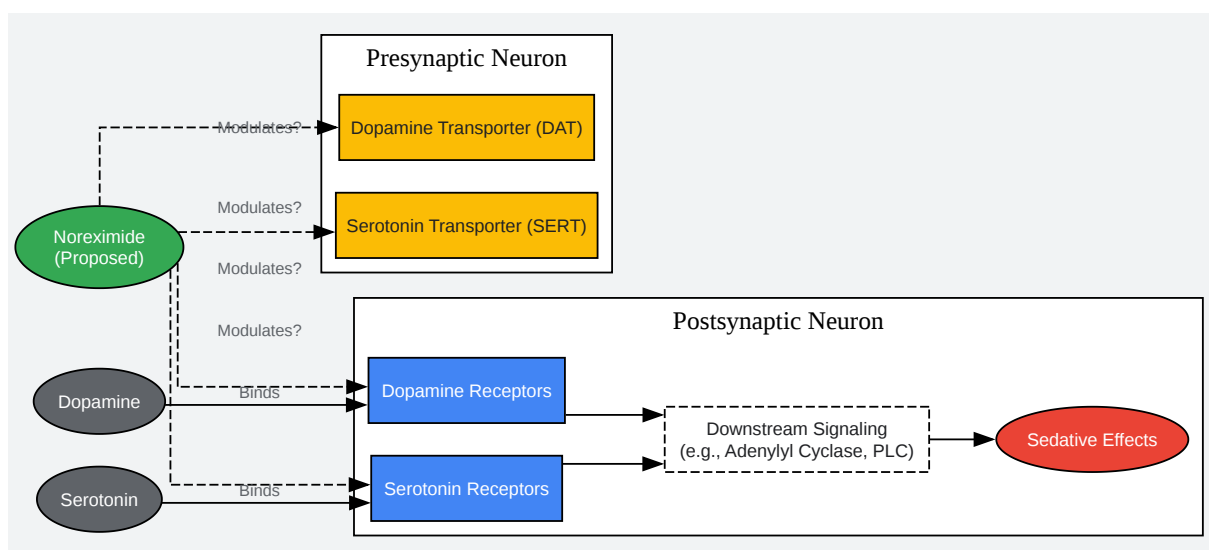 Presynaptic Neuron
Modulates?
Dopamine Transporter (DAT)
Modulates?
Serotonin Transporter (SERT)
Noreximide
(Proposed)
Modulates?
Modulates?
Postsynaptic Neuron
Dopamine
Binds
Dopamine Receptors
Downstream Signaling
(e.g., Adenylyl Cyclase, PLC)
Sedative Effects
Serotonin
Binds
Serotonin Receptors